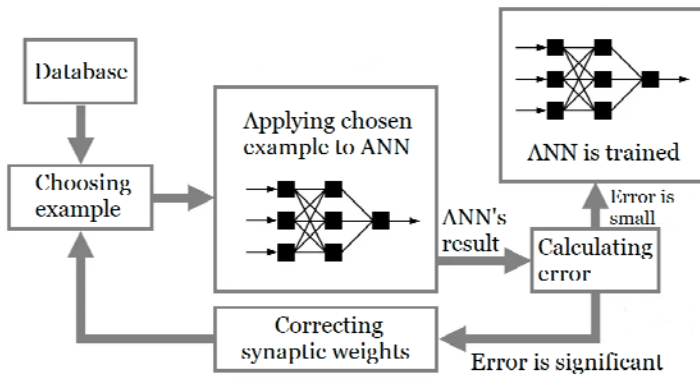 Database
Choosing
example
Applying chosen
example to ANN
ANN's
result
Calculating
error
Error is
small
ANN is trained
Error is significant
Correcting
synaptic weights